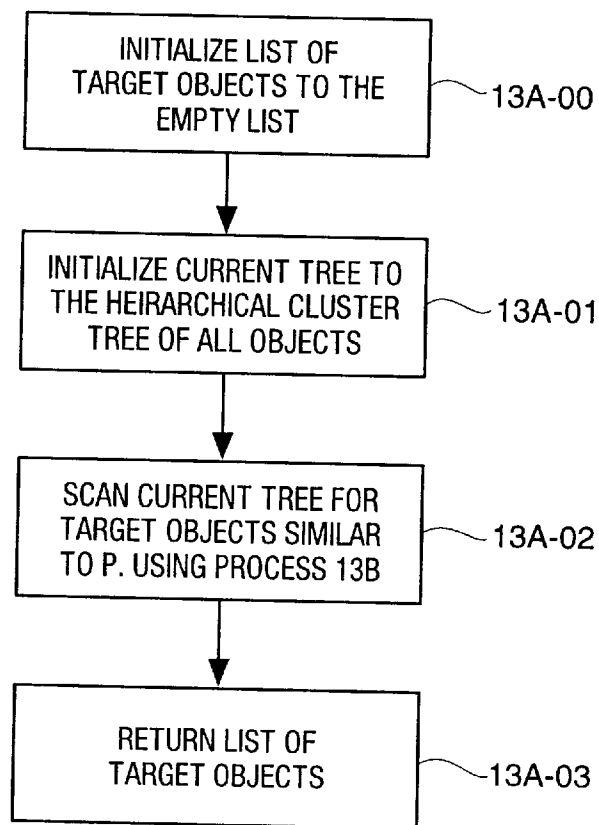 INITIALIZE LIST OF
TARGET OBJECTS TO THE
EMPTY LIST
13A-00
INITIALIZE CURRENT TREE TO
THE HEIRARCHICAL CLUSTER
TREE OF ALL OBJECTS
13A-01
SCAN CURRENT TREE FOR
TARGET OBJECTS SIMILAR
TO P. USING PROCESS 13B
13A-02
RETURN LIST OF
TARGET OBJECTS
13A-03